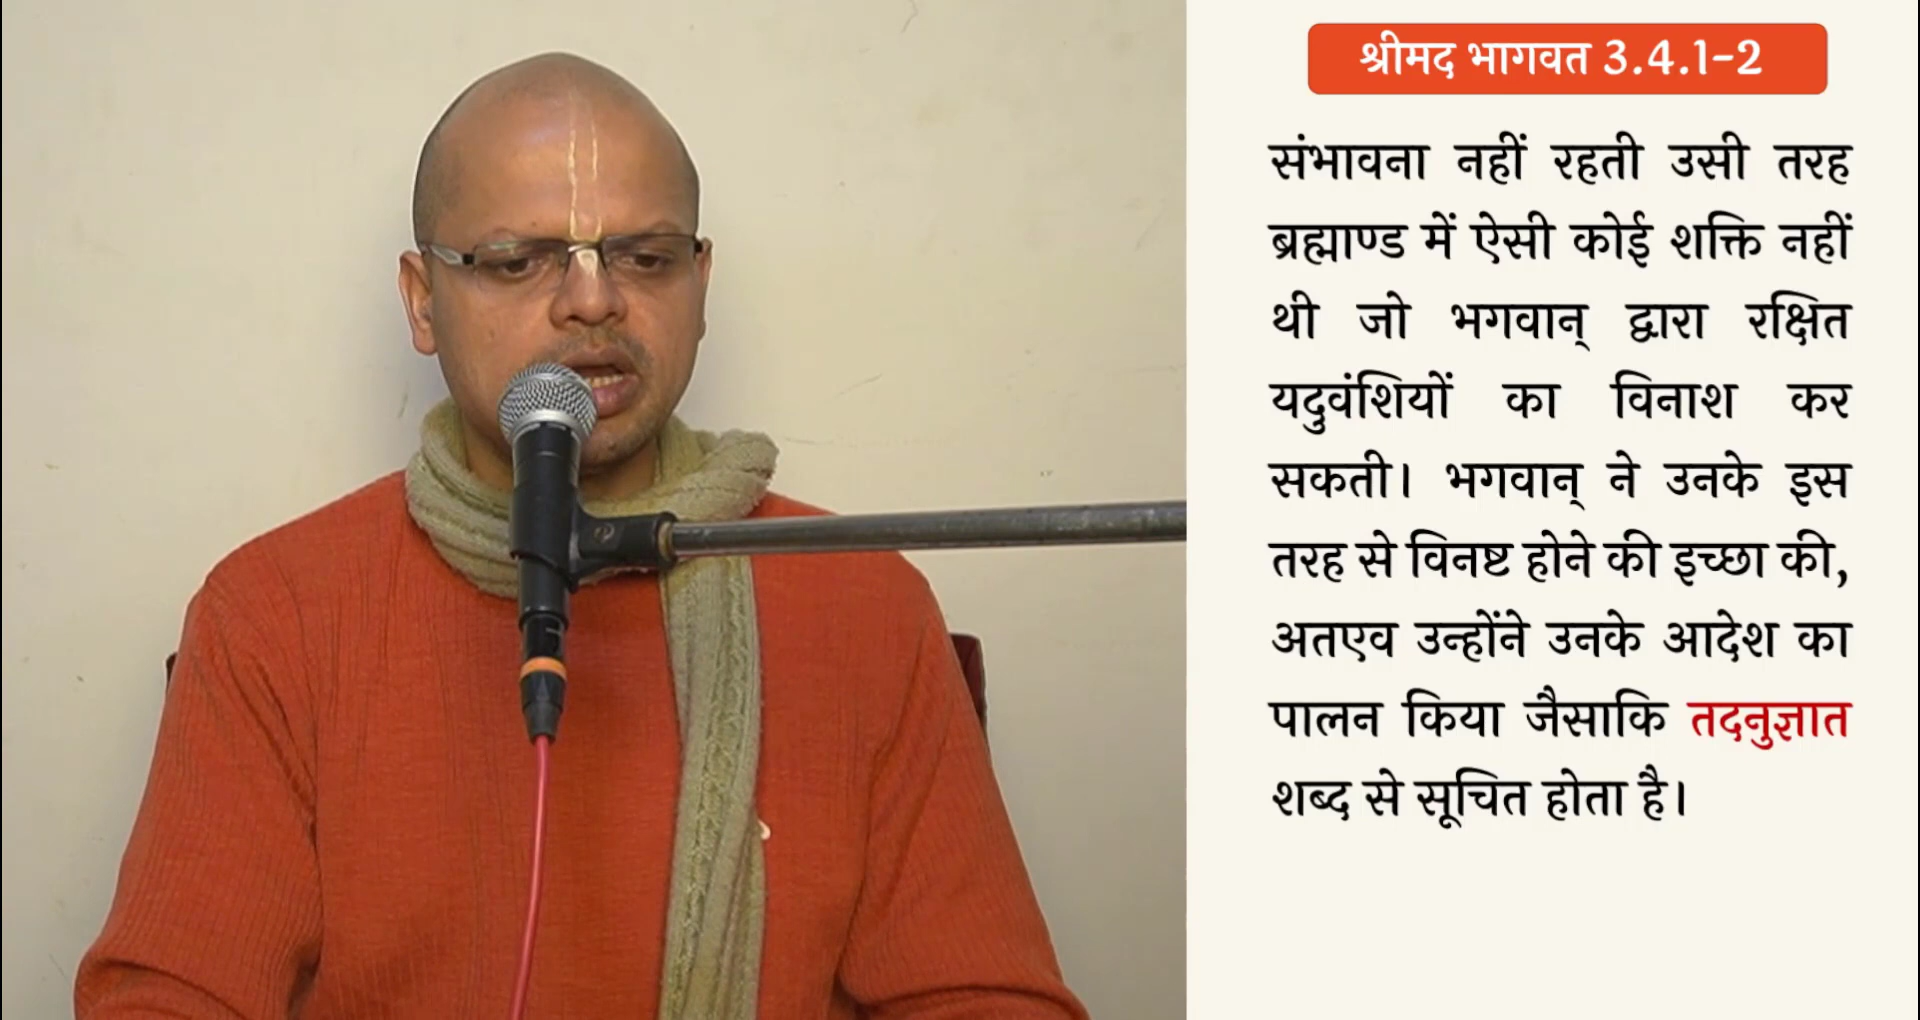 श्रीमद भागवत 3.4.1-2
संभावना नहीं रहती उसी तरह
ब्रह्माण्ड में ऐसी कोई शक्ति नहीं
थी जो भगवान् द्वारा रक्षित
यदुवंशियों का विनाश कर
सकती। भगवान् ने उनके इस
तरह से विनष्ट होने की इच्छा की,
अतएव उन्होंने उनके आदेश का
पालन किया जैसाकि तदनुज्ञात
शब्द से सूचित होता है।